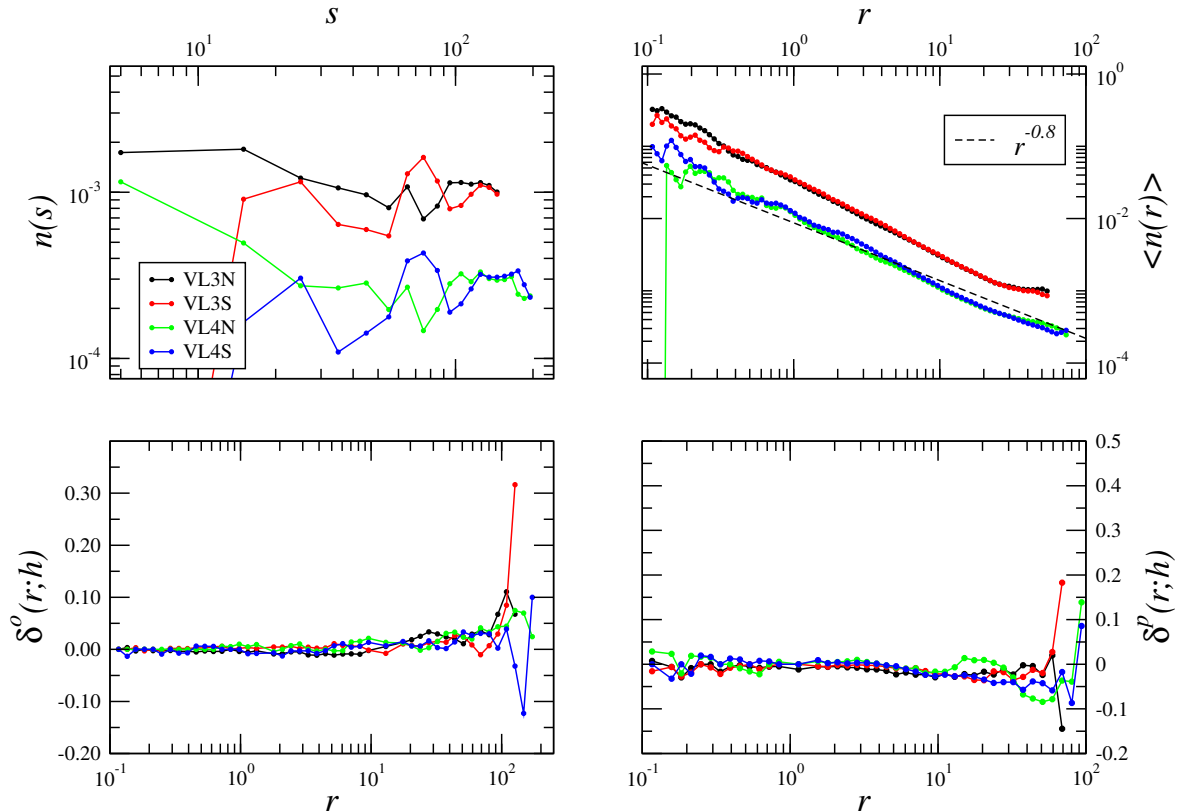 s
10^1 10^2
n(s)
10^-3
10^-4
VL3N
VL3S
VL4N
VL4S
r
10^-1 10^0 10^1 10^2
10^0
10^-2
10^-4
<n(r)>
r^-0.8
δ^o(r;h)
0.30
0.20
0.10
0.00
-0.10
-0.20
10^-1 10^0 10^1 10^2
r
δ^p(r;h)
0.5
0.4
0.3
0.2
0.1
0
-0.1
-0.2
10^-1 10^0 10^1 10^2
r